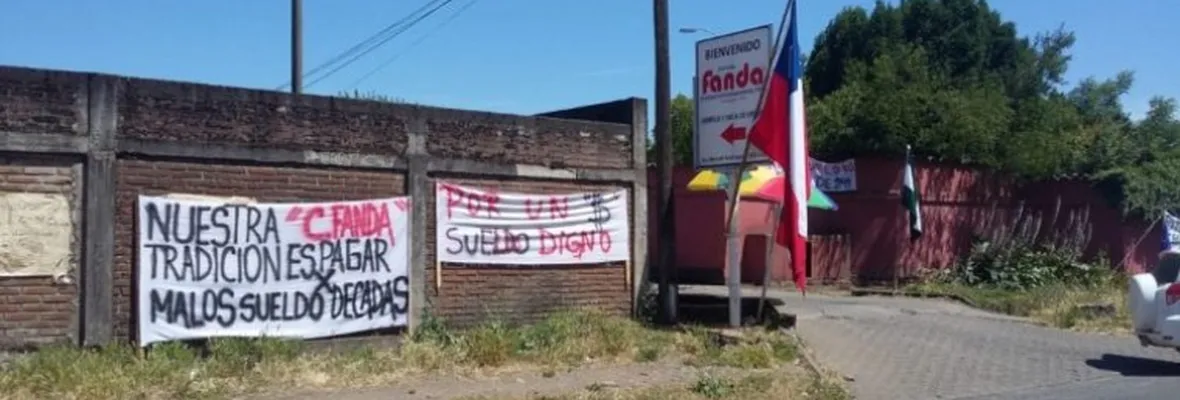 NUESTRA "C.FANDA"
TRADICION ES PAGAR
MALOS SUELDO X DECADAS
POR UN $
SUELDO DIGNO
BIENVENIDO
Fanda